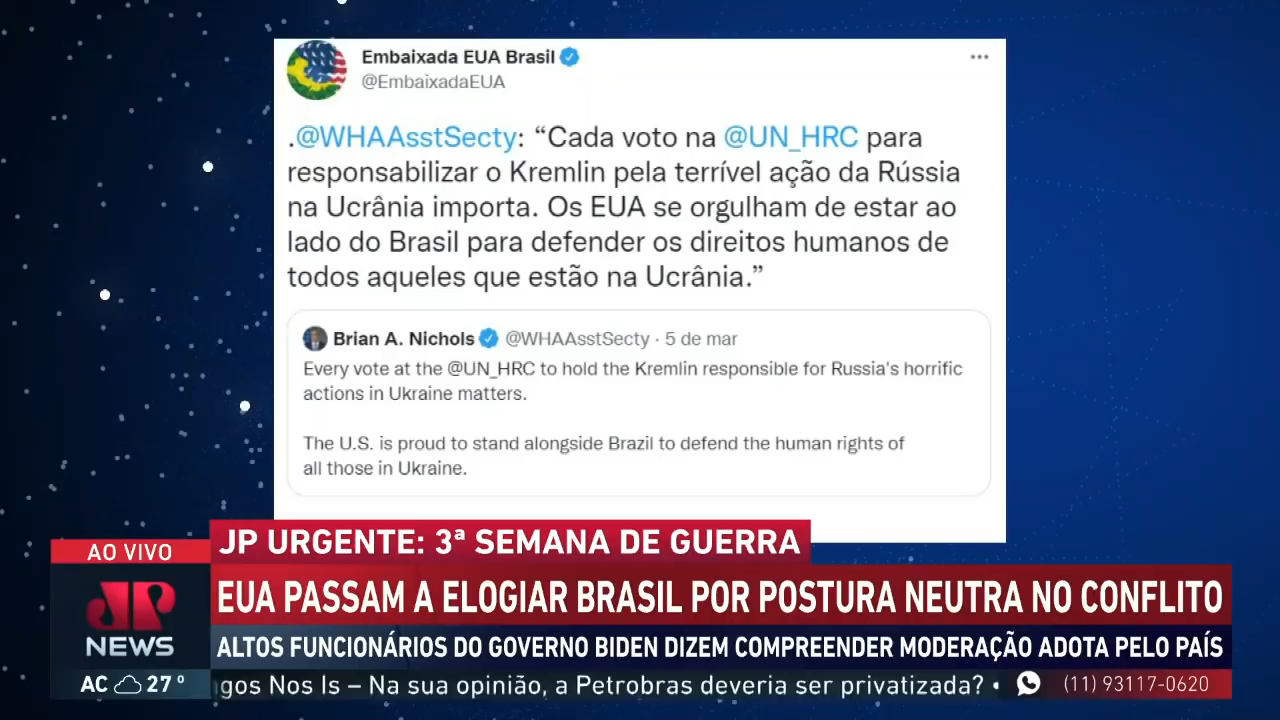 Embaixada EUA Brasil
@EmbaixadaEUA
.@WHAAsstSecty: “Cada voto na @UN_HRC para
responsabilizar o Kremlin pela terrível ação da Rússia
na Ucrânia importa. Os EUA se orgulham de estar ao
lado do Brasil para defender os direitos humanos de
todos aqueles que estão na Ucrânia.”
Brian A. Nichols @WHAAsstSecty · 5 de mar
Every vote at the @UN_HRC to hold the Kremlin responsible for Russia's horrific
actions in Ukraine matters.
The U.S. is proud to stand alongside Brazil to defend the human rights of
all those in Ukraine.
JP URGENTE: 3ª SEMANA DE GUERRA
AO VIVO
JP
NEWS
EUA PASSAM A ELOGIAR BRASIL POR POSTURA NEUTRA NO CONFLITO
ALTOS FUNCIONÁRIOS DO GOVERNO BIDEN DIZEM COMPREENDER MODERAÇÃO ADOTA PELO PAÍS
AC 27 °
gos Nos Is – Na sua opinião, a Petrobras deveria ser privatizada? • (11) 93117-0620